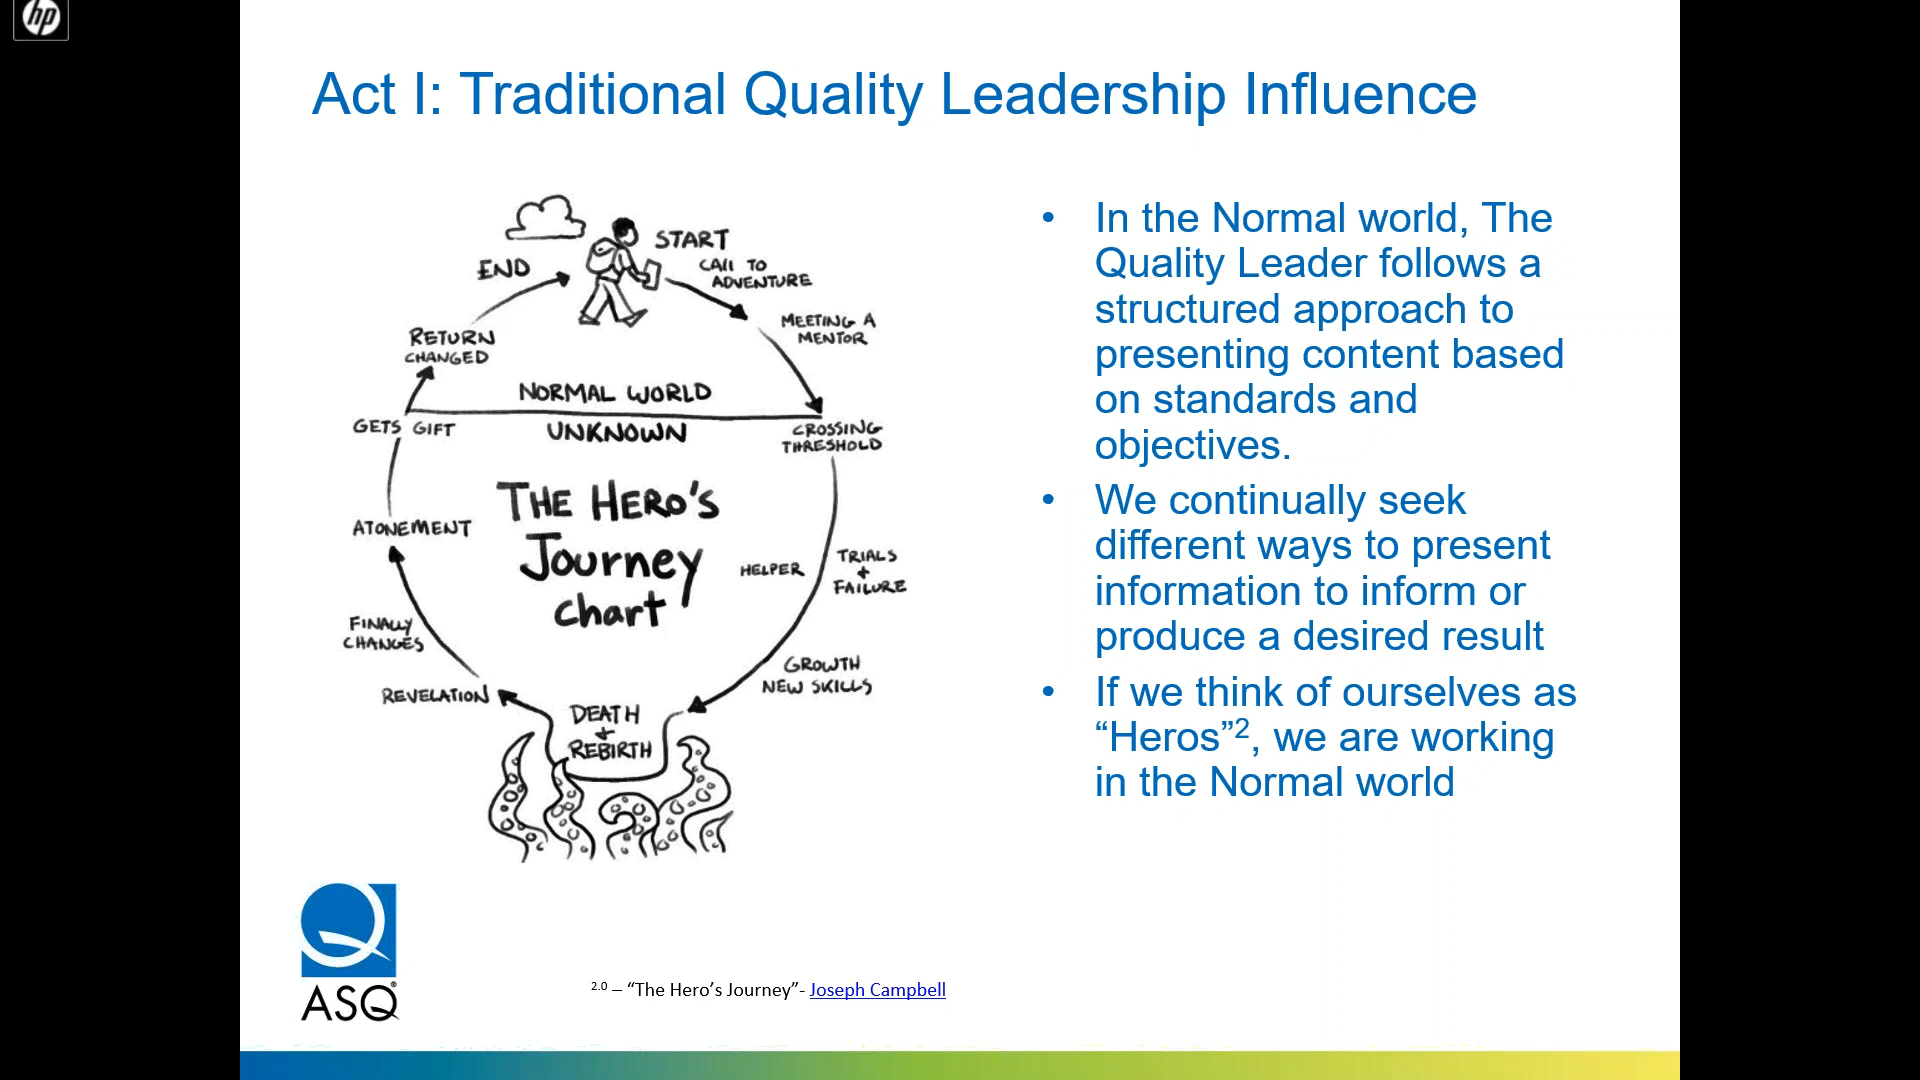 hp
Act I: Traditional Quality Leadership Influence
START
CALL TO
ADVENTURE
MEETING A
MENTOR
CROSSING
THRESHOLD
HELPER
TRIALS
+
FAILURE
GROWTH
NEW SKILLS
DEATH
+
REBIRTH
REVELATION
FINALLY
CHANGES
ATONEMENT
GETS GIFT
RETURN
CHANGED
END
NORMAL WORLD
UNKNOWN
THE HERO'S
Journey
chart
• In the Normal world, The
Quality Leader follows a
structured approach to
presenting content based
on standards and
objectives.
• We continually seek
different ways to present
information to inform or
produce a desired result
• If we think of ourselves as
“Heros”2, we are working
in the Normal world
ASQ®
2.0 – “The Hero’s Journey”- Joseph Campbell